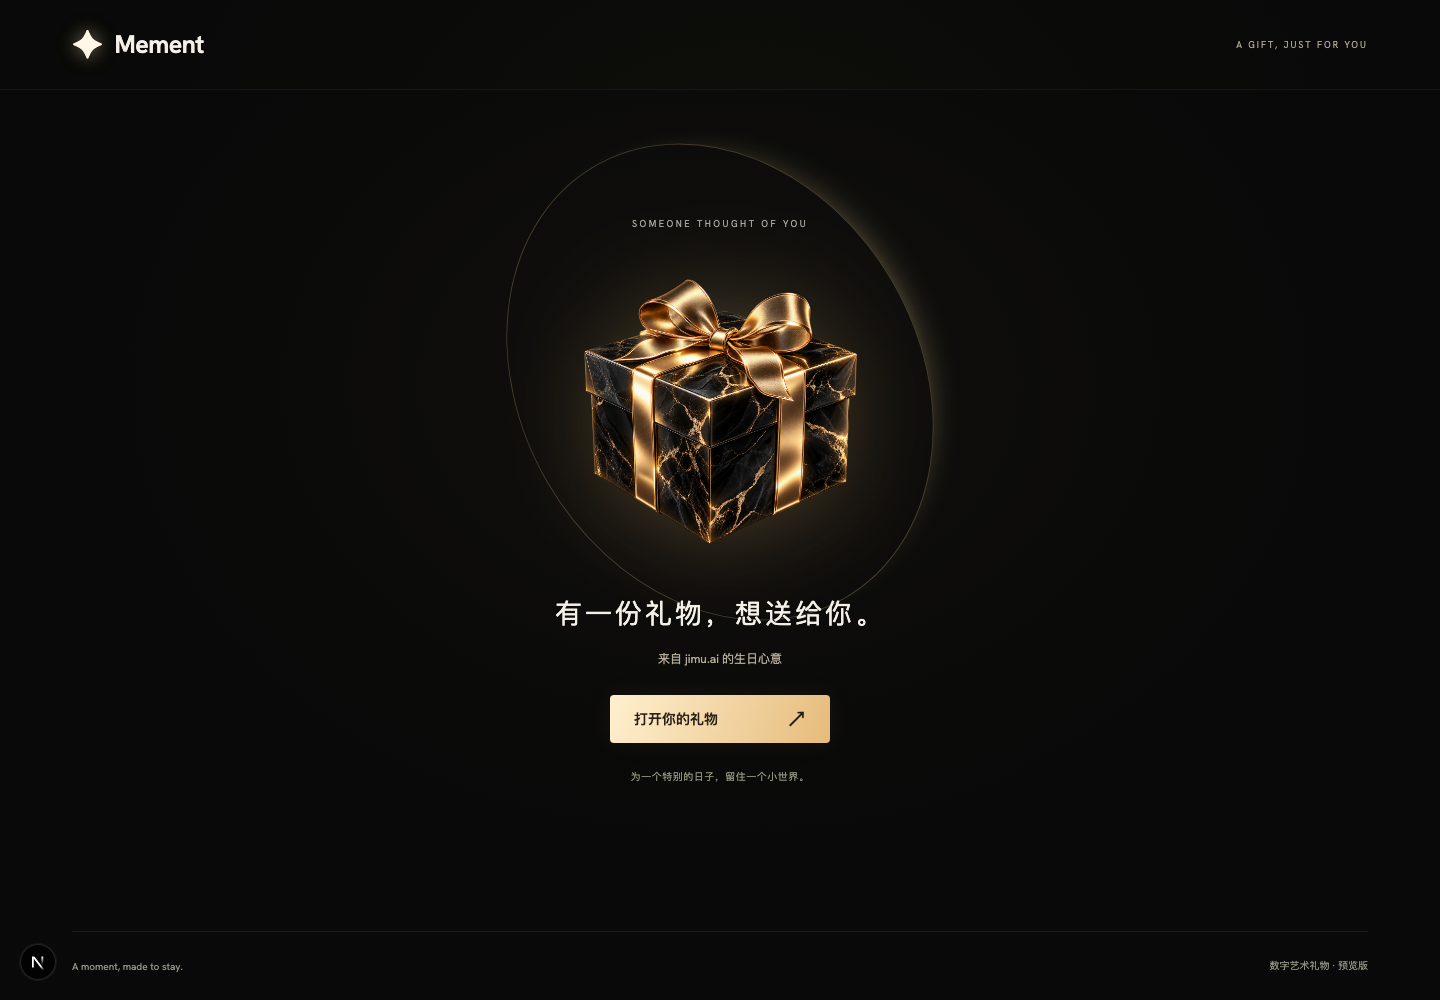 Mement
A GIFT, JUST FOR YOU
SOMEONE THOUGHT OF YOU
有一份礼物，想送给你。
来自 jimu.ai 的生日心意
打开你的礼物 ↗
为一个特别的日子，留住一个小世界。
N
A moment, made to stay.
数字艺术礼物 · 预览版